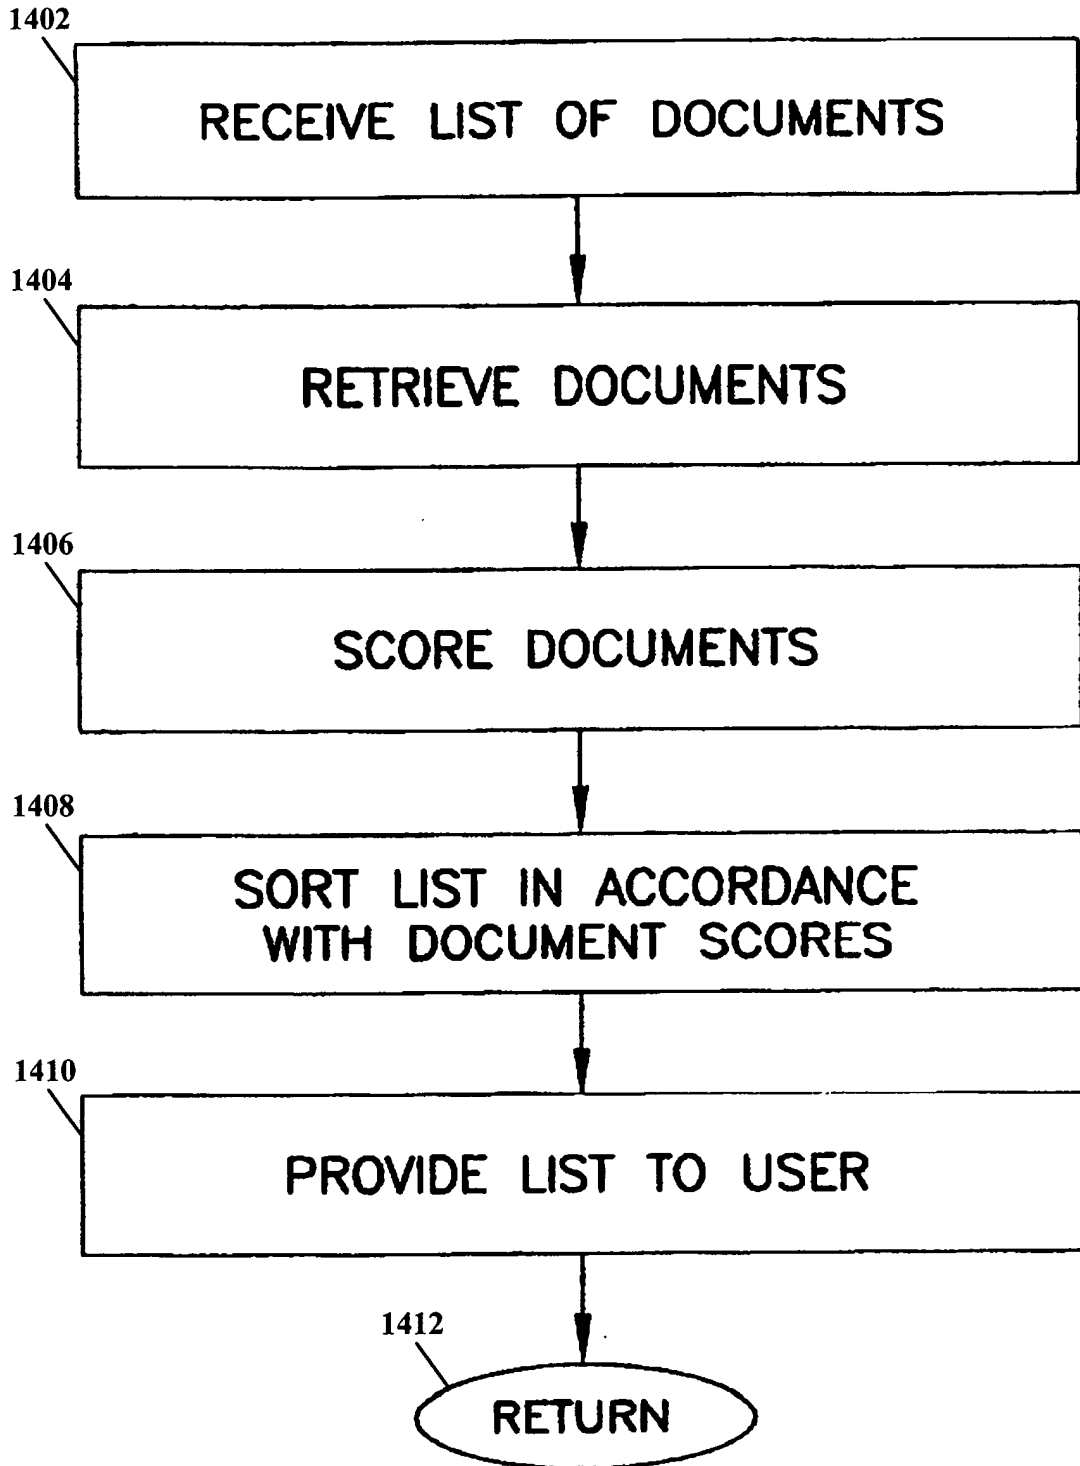 1402
RECEIVE LIST OF DOCUMENTS
1404
RETRIEVE DOCUMENTS
1406
SCORE DOCUMENTS
1408
SORT LIST IN ACCORDANCE
WITH DOCUMENT SCORES
1410
PROVIDE LIST TO USER
1412
RETURN